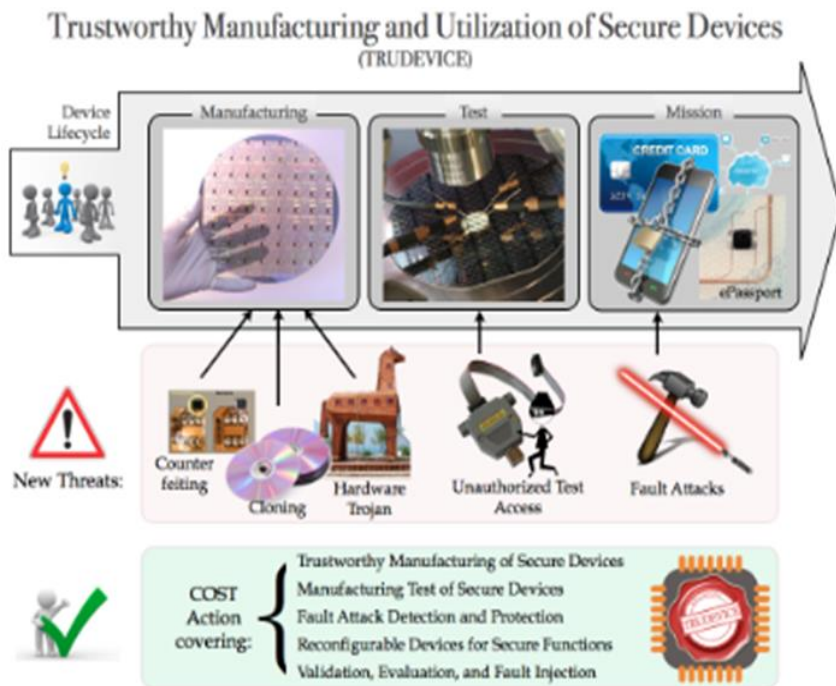 Trustworthy Manufacturing and Utilization of Secure Devices
(TRUDEVICE)
Device
Lifecycle
Manufacturing
Test
Mission
CREDIT CARD
ePassport
New Threats:
Counter
feiting
Cloning
Hardware
Trojan
Unauthorized Test
Access
Fault Attacks
COST
Action
covering:
Trustworthy Manufacturing of Secure Devices
Manufacturing Test of Secure Devices
Fault Attack Detection and Protection
Reconfigurable Devices for Secure Functions
Validation, Evaluation, and Fault Injection
TRUDEVICE